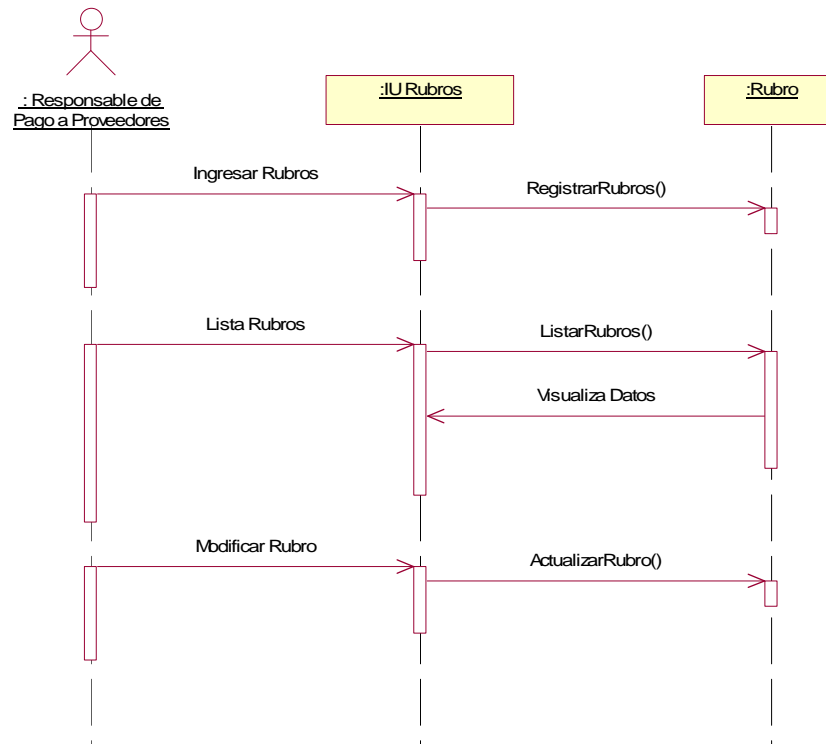 : Responsable de
Pago a Proveedores
:IU Rubros
:Rubro
Ingresar Rubros
RegistrarRubros()
Lista Rubros
ListarRubros()
Visualiza Datos
Modificar Rubro
ActualizarRubro()